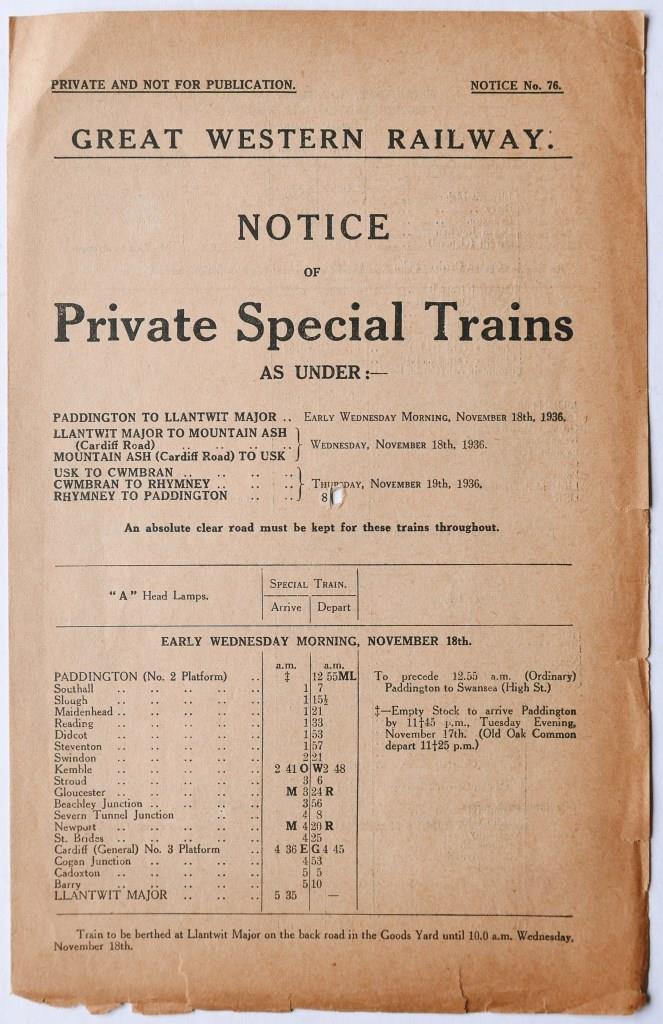 PRIVATE AND NOT FOR PUBLICATION. NOTICE No. 76.
GREAT WESTERN RAILWAY.
NOTICE
OF
Private Special Trains
AS UNDER:—
PADDINGTON TO LLANTWIT MAJOR .. EARLY WEDNESDAY MORNING, NOVEMBER 18th, 1936.
LLANTWIT MAJOR TO MOUNTAIN ASH
(Cardiff Road) .. .. .. .. WEDNESDAY, NOVEMBER 18th, 1936.
MOUNTAIN ASH (Cardiff Road) TO USK
USK TO CWMBRAN .. .. .. ..
CWMBRAN TO RHYMNEY .. .. .. THURSDAY, NOVEMBER 19th, 1936.
RHYMNEY TO PADDINGTON .. .. 8
An absolute clear road must be kept for these trains throughout.
"A" Head Lamps. SPECIAL TRAIN.
Arrive Depart
EARLY WEDNESDAY MORNING, NOVEMBER 18th.
a.m. a.m.
PADDINGTON (No. 2 Platform) .. ‡ 12 55ML To precede 12.55 a.m. (Ordinary)
Southall .. .. .. .. .. 1 7 Paddington to Swansea (High St.)
Slough .. .. .. .. .. 1 15½
Maidenhead .. .. .. .. .. 1 21 ‡—Empty Stock to arrive Paddington
Reading .. .. .. .. .. 1 33 by 11†45 p.m., Tuesday Evening,
Didcot .. .. .. .. .. 1 53 November 17th. (Old Oak Common
Steventon .. .. .. .. .. 1 57 depart 11†25 p.m.)
Swindon .. .. .. .. .. 2 21
Kemble .. .. .. .. .. 2 41 O W 2 48
Stroud .. .. .. .. .. 3 6
Gloucester .. .. .. .. .. M 3 24 R
Beachley Junction .. .. .. .. 3 56
Severn Tunnel Junction .. .. .. 4 8
Newport .. .. .. .. .. M 4 20 R
St. Brides .. .. .. .. .. 4 25
Cardiff (General) No. 3 Platform .. 4 36 E G 4 45
Cogan Junction .. .. .. .. 4 53
Cadoxton .. .. .. .. .. 5 5
Barry .. .. .. .. .. 5 10
LLANTWIT MAJOR .. .. .. 5 35 —
Train to be berthed at Llantwit Major on the back road in the Goods Yard until 10.0 a.m. Wednesday,
November 18th.